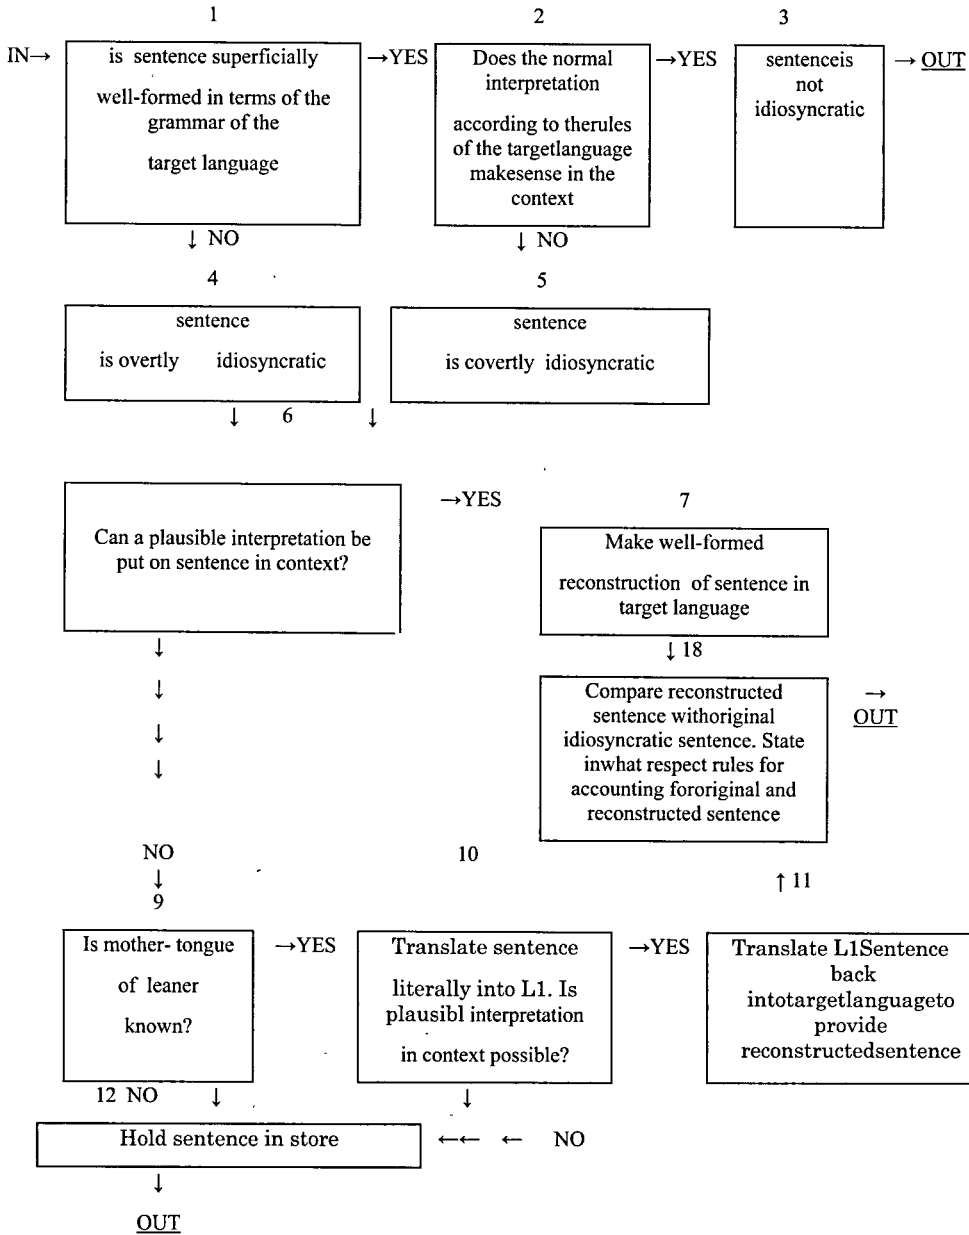 1
2
3
IN→
is sentence superficially
well-formed in terms of the
grammar of the
target language
→YES
Does the normal
interpretation
according to therules
of the targetlanguage
makesense in the
context
→YES
sentenceis
not
idiosyncratic
→ OUT
↓ NO
↓ NO
4
5
sentence
is overtly idiosyncratic
sentence
is covertly idiosyncratic
↓ 6 ↓
Can a plausible interpretation be
put on sentence in context?
→YES
7
Make well-formed
reconstruction of sentence in
target language
↓ 18
Compare reconstructed
sentence withoriginal
idiosyncratic sentence. State
inwhat respect rules for
accounting fororiginal and
reconstructed sentence
→
OUT
↓
↓
↓
↓
NO
↓
9
10
↑ 11
Is mother- tongue
of leaner
known?
→YES
Translate sentence
literally into L1. Is
plausibl interpretation
in context possible?
→YES
Translate L1Sentence
back
intotargetlanguageto
provide
reconstructedsentence
12 NO ↓
↓
Hold sentence in store
←← ← NO
↓
OUT